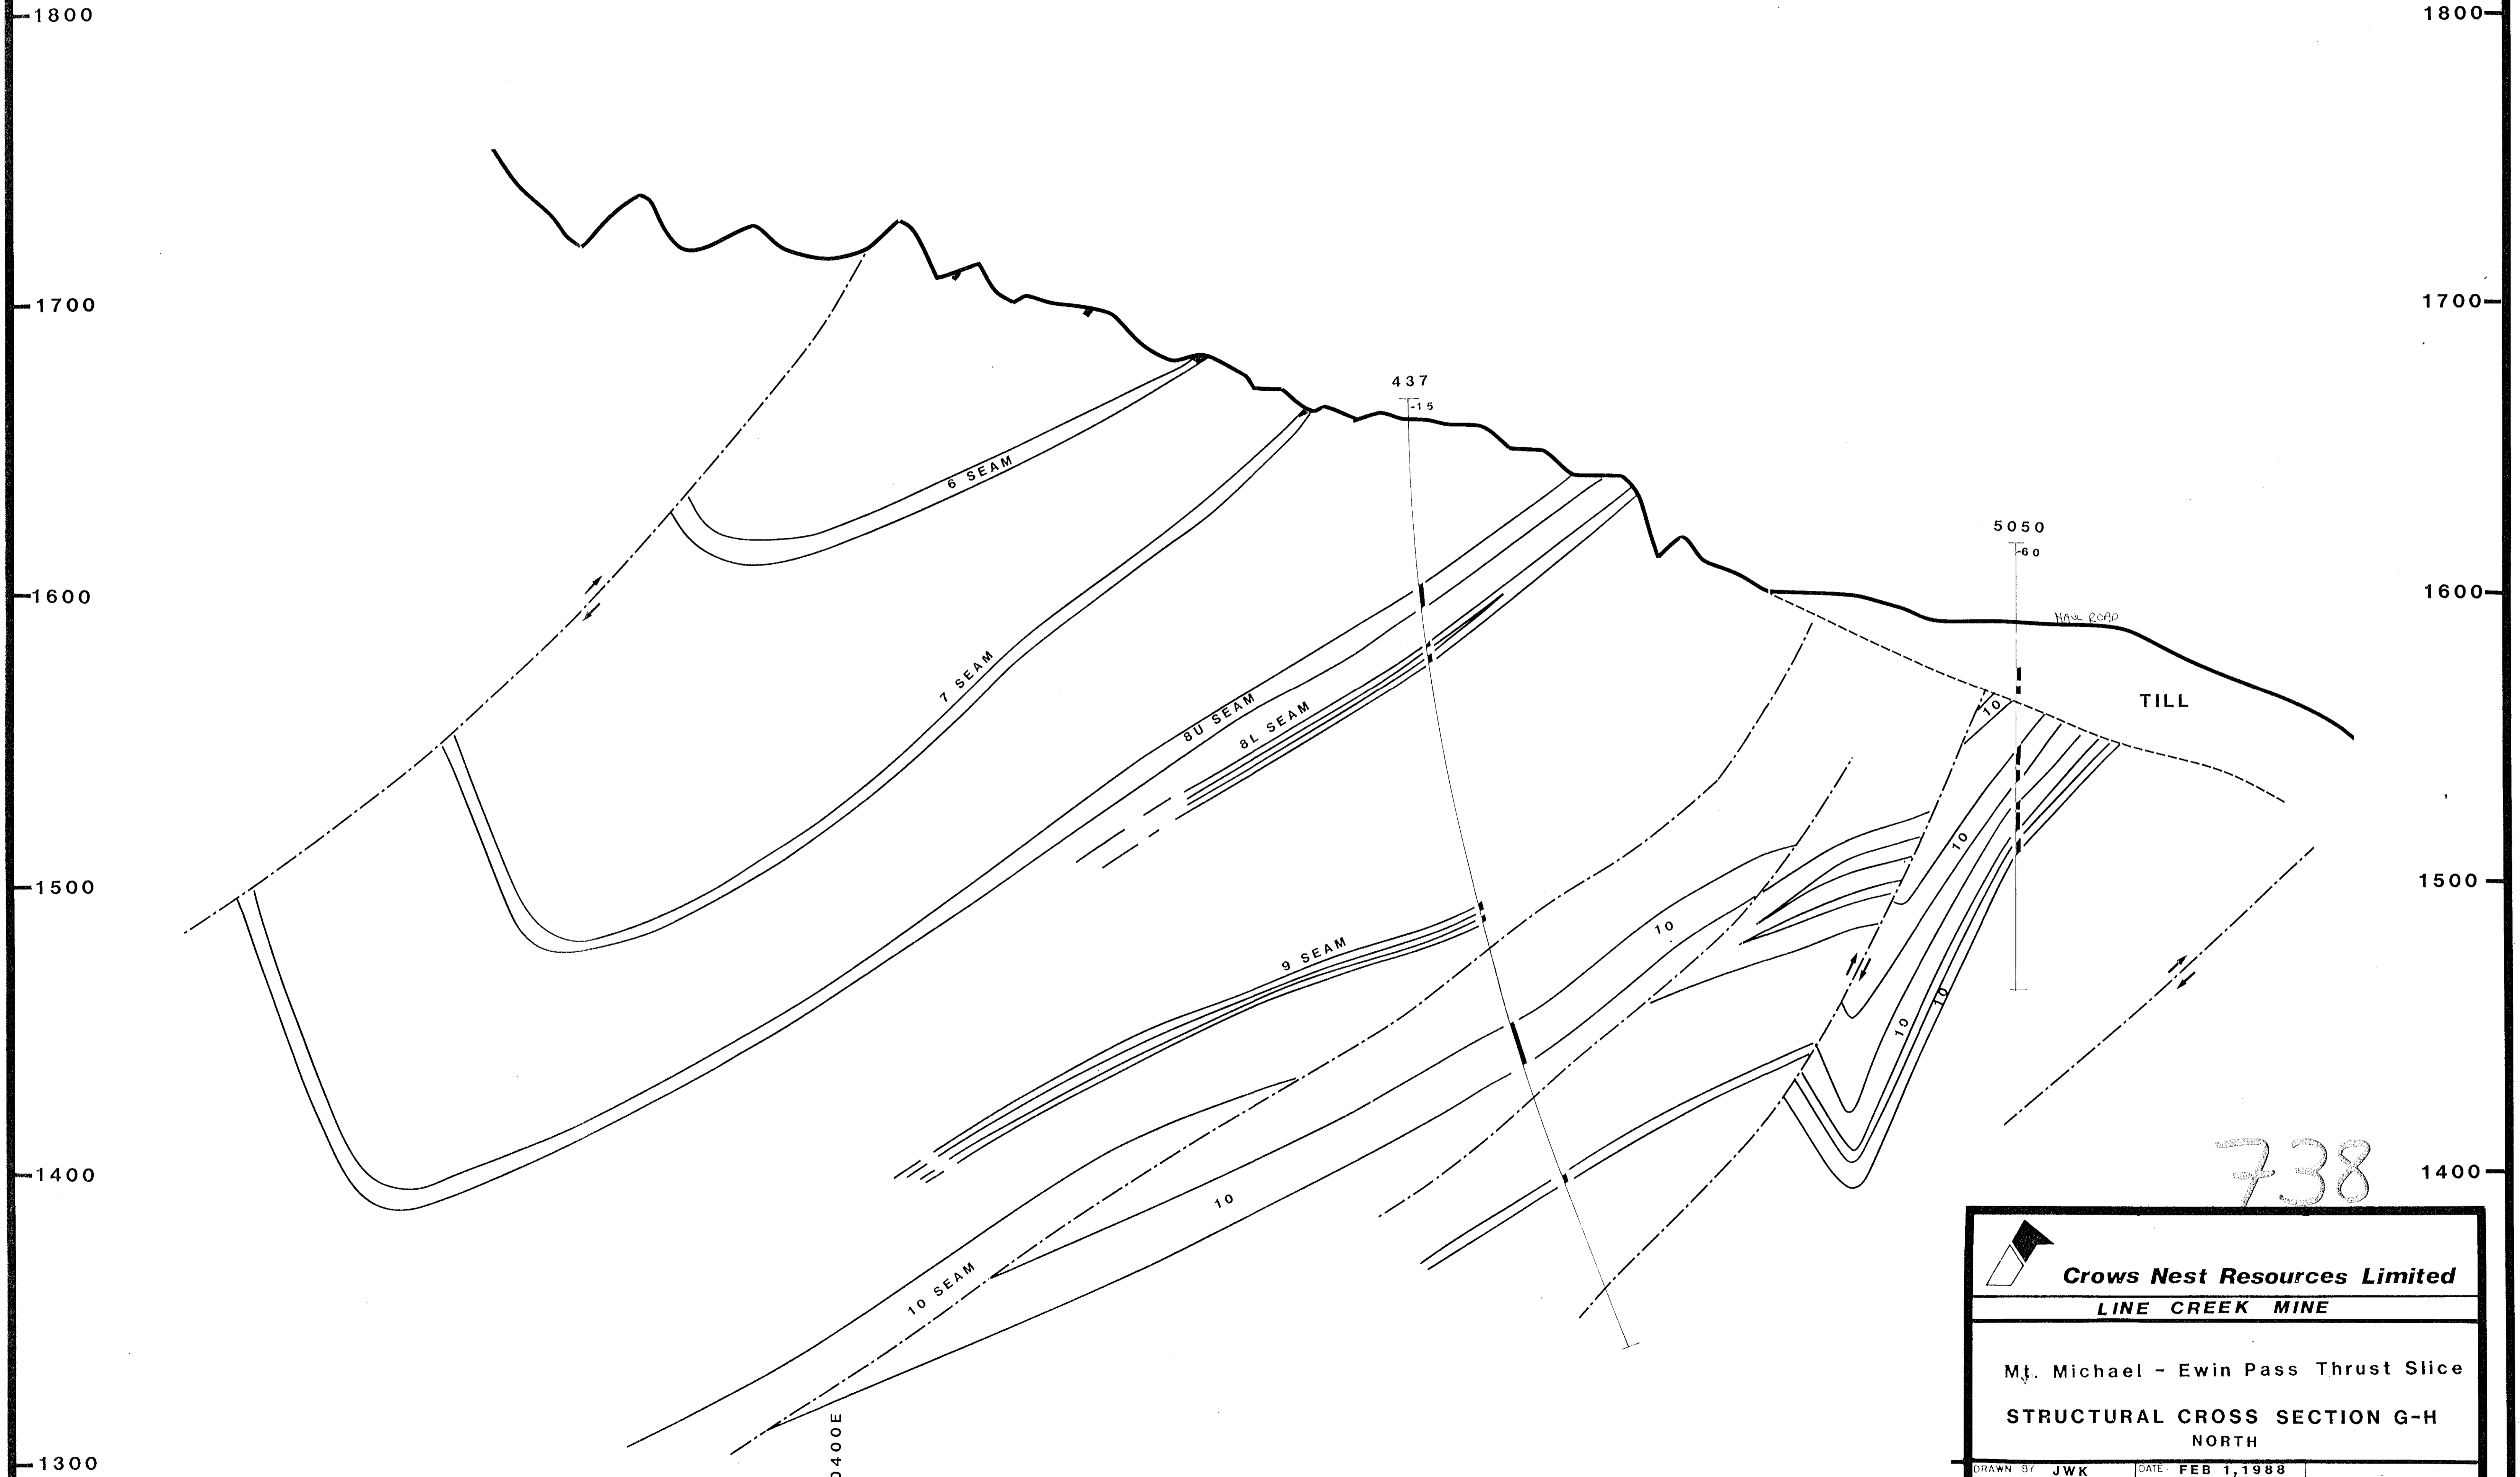 1800
1800
1700
1700
437
-15
6 SEAM
5050
-60
1600
1600
HAUL ROAD
7 SEAM
TILL
10
8U SEAM
8L SEAM
10
1500
1500
10
9 SEAM
10
10
738
1400
1400
10
10 SEAM
Crows Nest Resources Limited
LINE CREEK MINE
Mt. Michael - Ewin Pass Thrust Slice
STRUCTURAL CROSS SECTION G-H
NORTH
0400E
1300
DRAWN BY JWK DATE FEB 1, 1988